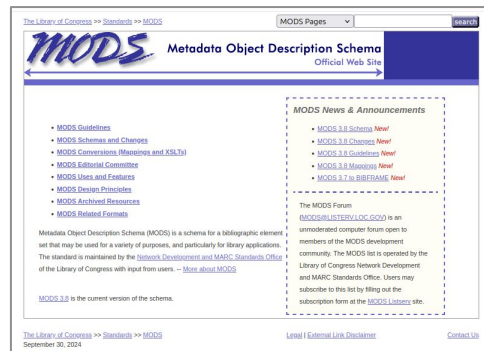 The Library of Congress >> Standards >> MODS
MODS Pages
search
MODS Metadata Object Description Schema
Official Web Site
MODS Guidelines
MODS Schemas and Changes
MODS Conversions (Mappings and XSLTs)
MODS Editorial Committee
MODS Uses and Features
MODS Design Principles
MODS Archived Resources
MODS Related Formats
Metadata Object Description Schema (MODS) is a schema for a bibliographic element
set that may be used for a variety of purposes, and particularly for library applications.
The standard is maintained by the Network Development and MARC Standards Office
of the Library of Congress with input from users. -- More about MODS
MODS 3.8 is the current version of the schema.
MODS News & Announcements
MODS 3.8 Schema New!
MODS 3.8 Changes New!
MODS 3.8 Guidelines New!
MODS 3.8 Mappings New!
MODS 3.7 to BIBFRAME New!
The MODS Forum
(MODS@LISTSERV.LOC.GOV) is an
unmoderated computer forum open to
members of the MODS development
community. The MODS list is operated by the
Library of Congress Network Development
and MARC Standards Office. Users may
subscribe to this list by filling out the
subscription form at the MODS Listserv site.
The Library of Congress >> Standards >> MODS
September 30, 2024
Legal | External Link Disclaimer
Contact Us